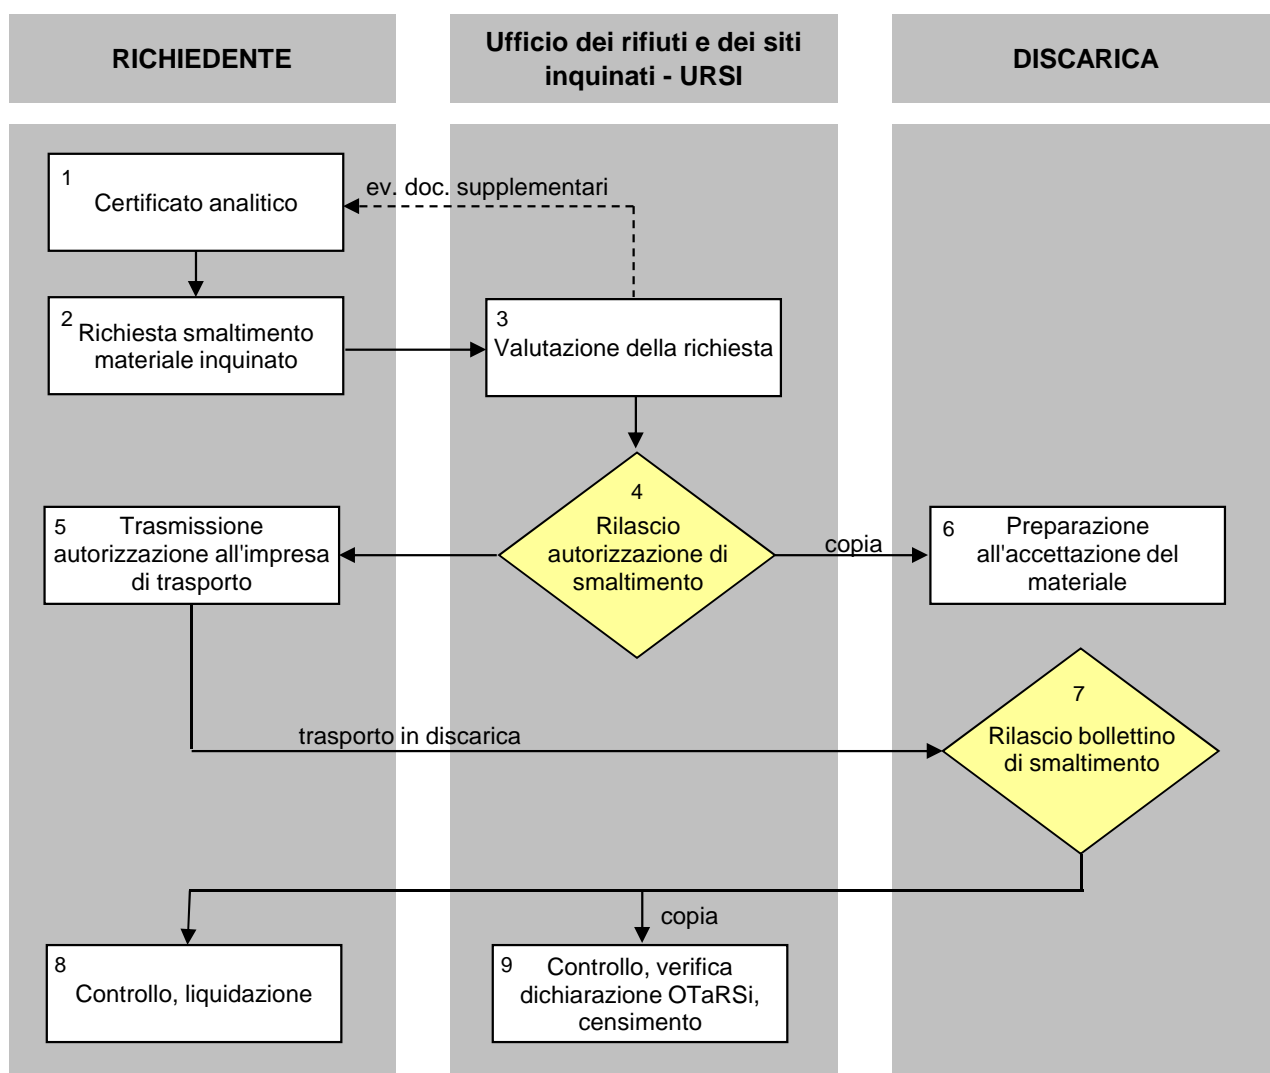 RICHIEDENTE
Ufficio dei rifiuti e dei siti
inquinati - URSI
DISCARICA
1
Certificato analitico
ev. doc. supplementari
2
Richiesta smaltimento
materiale inquinato
3
Valutazione della richiesta
4
Rilascio
autorizzazione di
smaltimento
5
Trasmissione
autorizzazione all'impresa
di trasporto
copia
6
Preparazione
all'accettazione del
materiale
7
Rilascio bollettino
di smaltimento
trasporto in discarica
copia
8
Controllo, liquidazione
9
Controllo, verifica
dichiarazione OTaRSi,
censimento